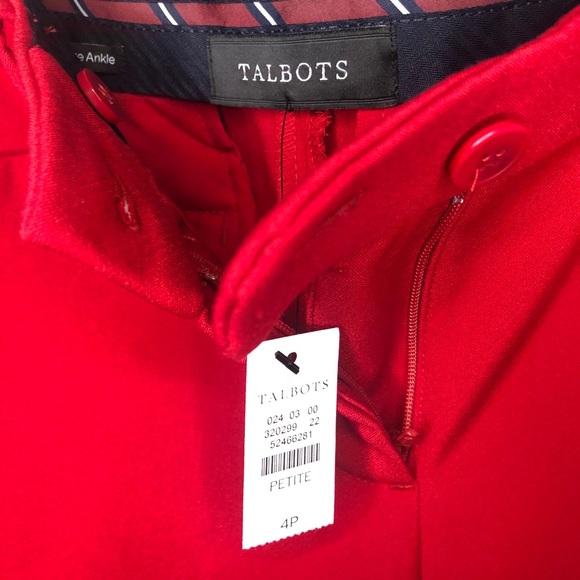 Ankle
TALBOTS
TALBOTS
024 03 00
320299 22
52466281
PETITE
4P